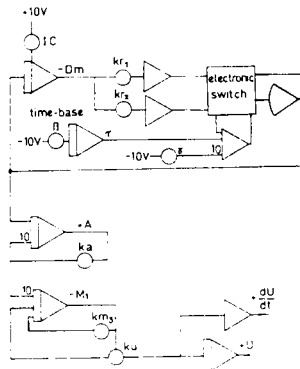 +10V
IC
-Dm
kr₁
kr₂
electronic switch
time-base
β
-10V
τ
-10V
γ
10
+A
10
ka
10
-M₁
km₃
ku
+dU/dt
+U